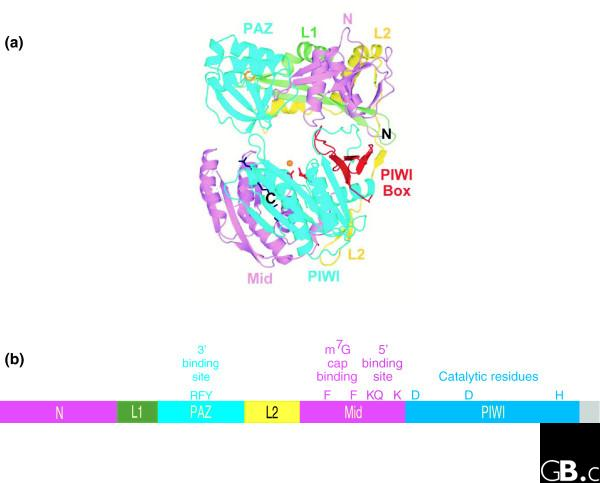 (a)
PAZ
L1
N
L2
N
PIWI
Box
C
L2
Mid
PIWI
(b)
3'
binding
site
m7G
cap
binding
5'
binding
site
Catalytic residues
RFY
F F KQ K D D H
N L1 PAZ L2 Mid PIWI
GB.c